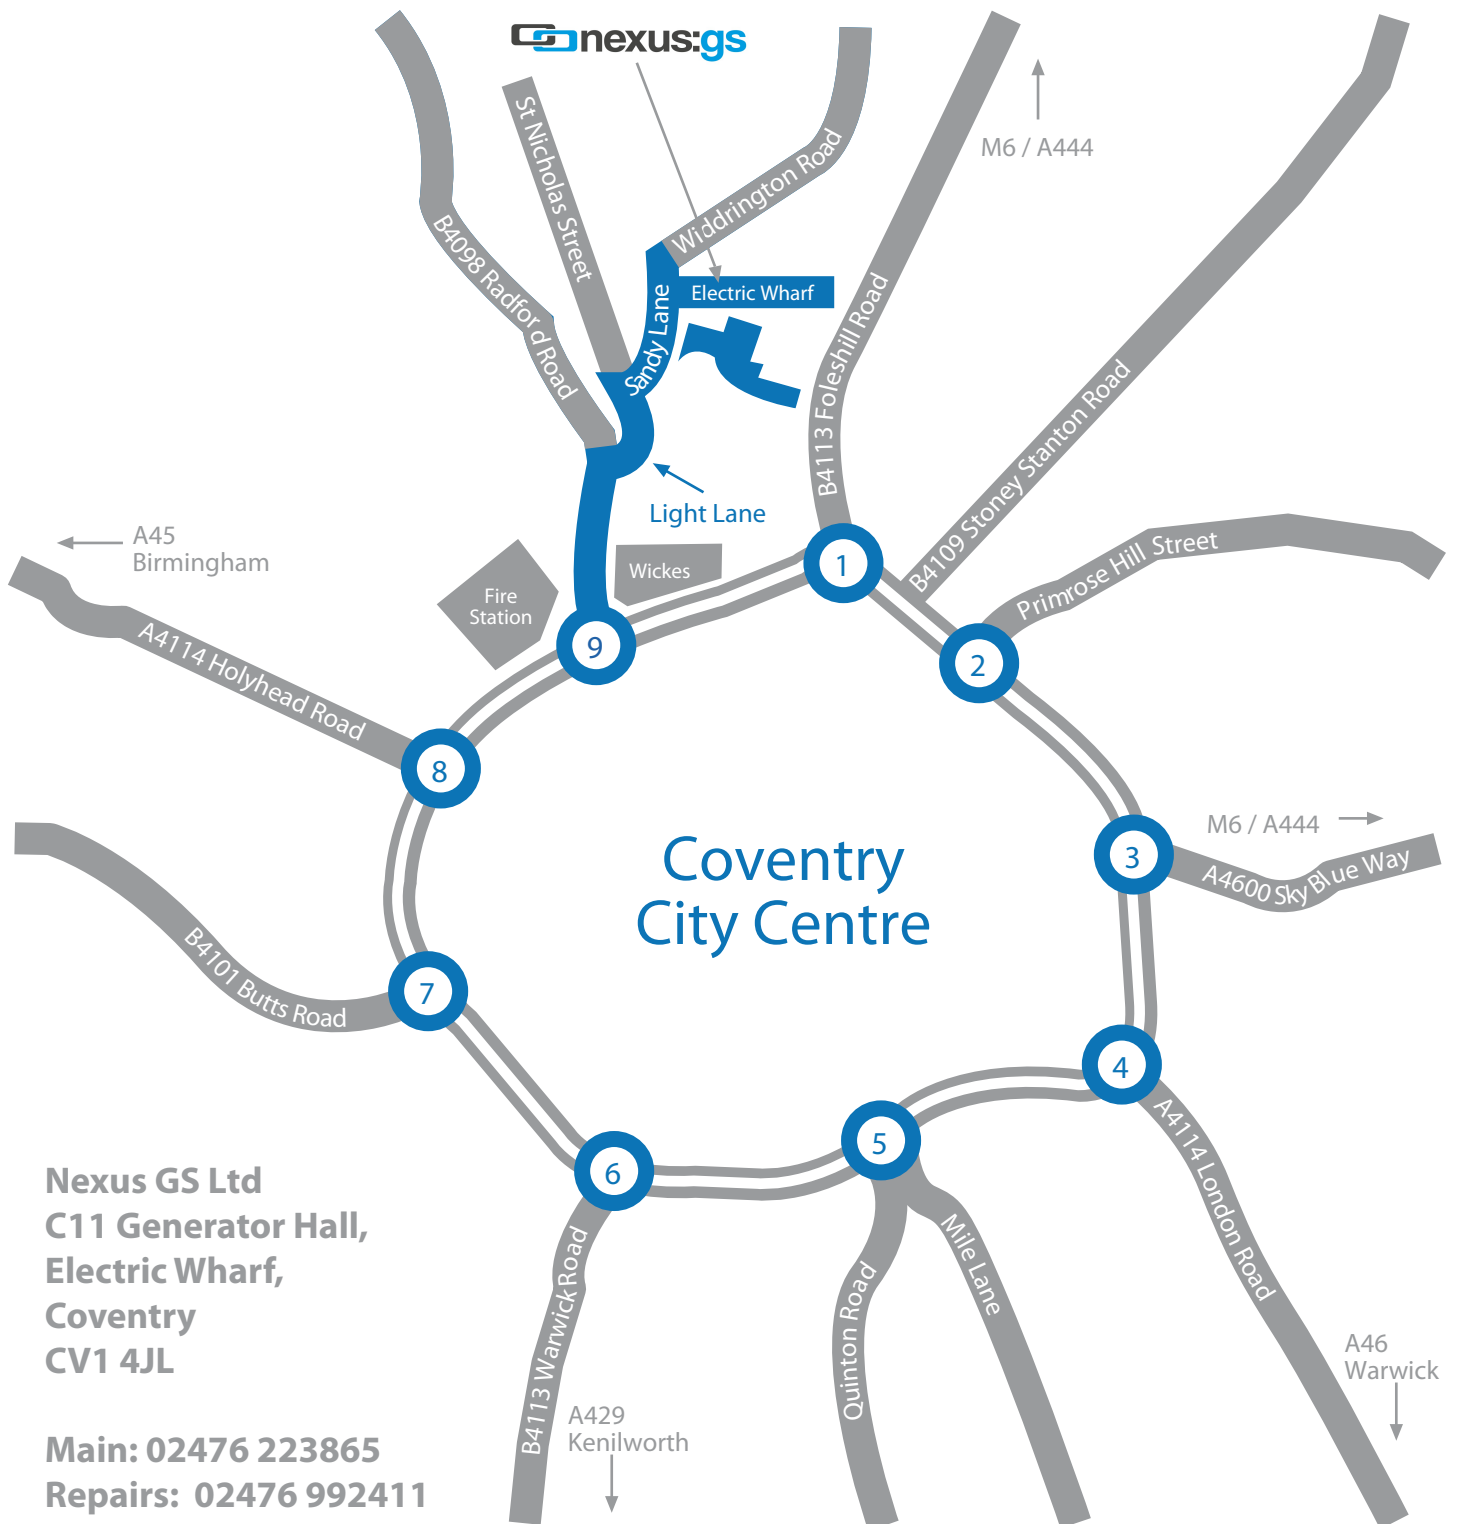 nexus:gs
St Nicholas Street
Widdrington Road
M6 / A444
B4098 Radford Road
Sandy Lane
Electric Wharf
B4113 Foleshill Road
B4109 Stoney Stanton Road
Light Lane
A45
Birmingham
Wickes
Fire
Station
Primrose Hill Street
1
2
9
A4114 Holyhead Road
8
M6 / A444
3
A4600 Sky Blue Way
Coventry
City Centre
B4101 Butts Road
7
4
A4114 London Road
5
6
Mile Lane
Quinton Road
B4113 Warwick Road
Nexus GS Ltd
C11 Generator Hall,
Electric Wharf,
Coventry
CV1 4JL
A46
Warwick
A429
Kenilworth
Main: 02476 223865
Repairs:  02476 992411